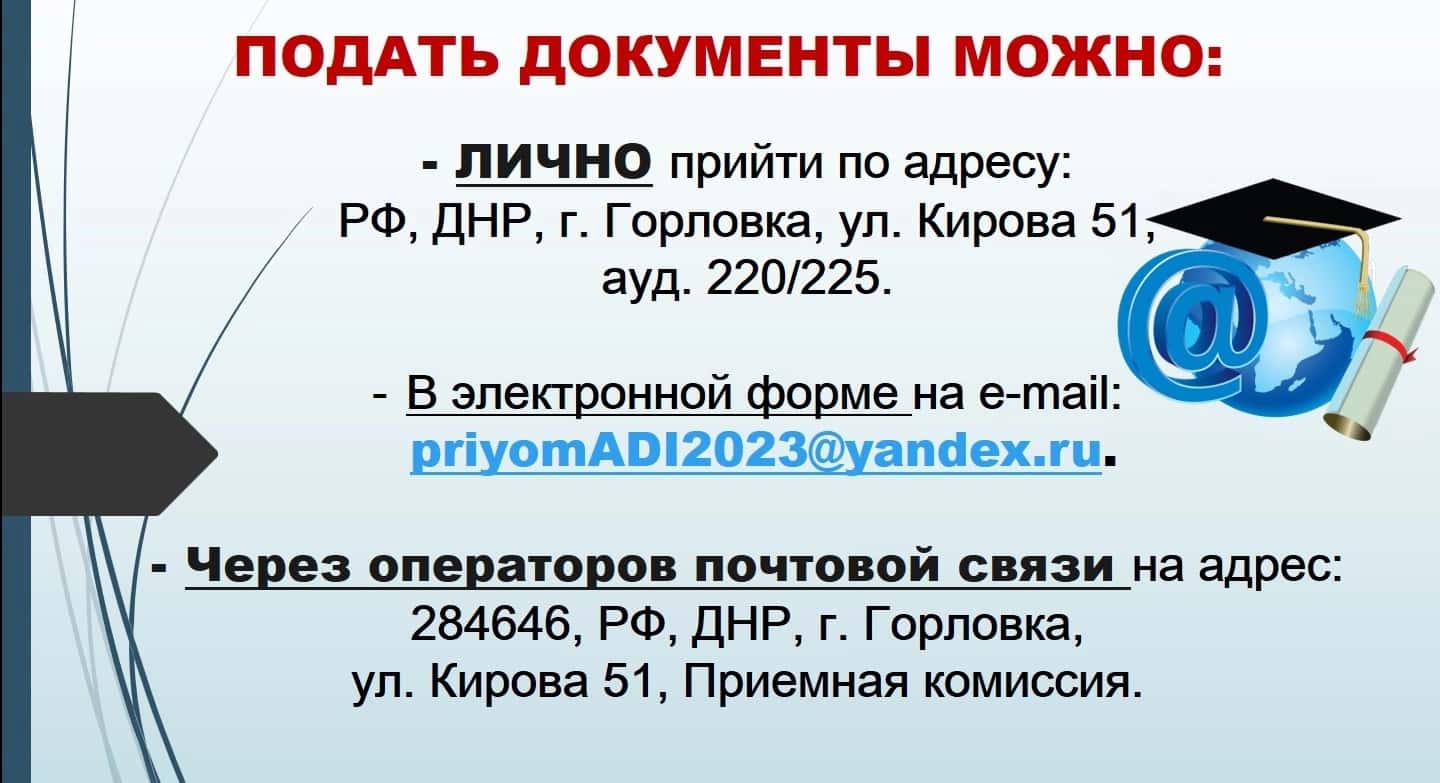 ПОДАТЬ ДОКУМЕНТЫ МОЖНО:
- ЛИЧНО прийти по адресу:
РФ, ДНР, г. Горловка, ул. Кирова 51,
ауд. 220/225.
- В электронной форме на e-mail:
priyomADI2023@yandex.ru.
- Через операторов почтовой связи на адрес:
284646, РФ, ДНР, г. Горловка,
ул. Кирова 51, Приемная комиссия.